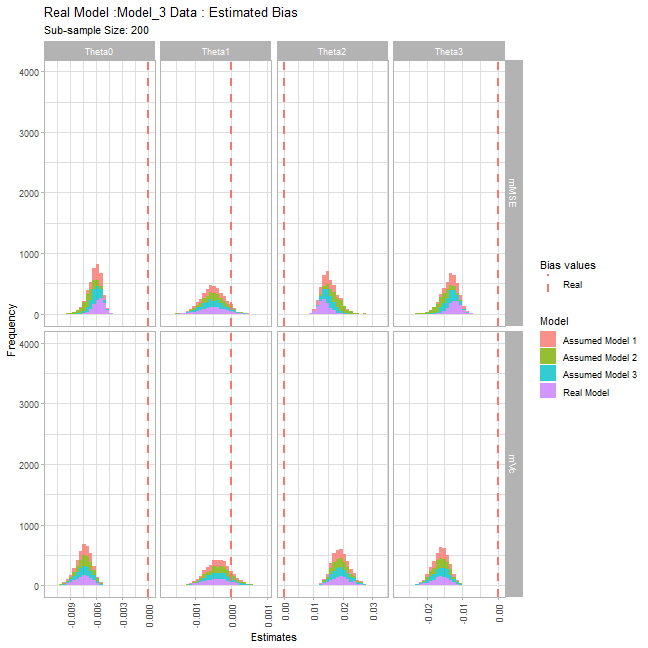 Real Model :Model_3 Data : Estimated Bias
Sub-sample Size: 200
Theta0 Theta1 Theta2 Theta3
4000
3000
2000
1000
0
mMSE
4000
3000
2000
1000
0
mVc
Frequency
-0.009 -0.006 -0.003 0.000 -0.001 0.000 0.001 0.00 0.01 0.02 0.03 -0.02 -0.01 0.00
Estimates
Bias values
Real
Model
Assumed Model 1
Assumed Model 2
Assumed Model 3
Real Model